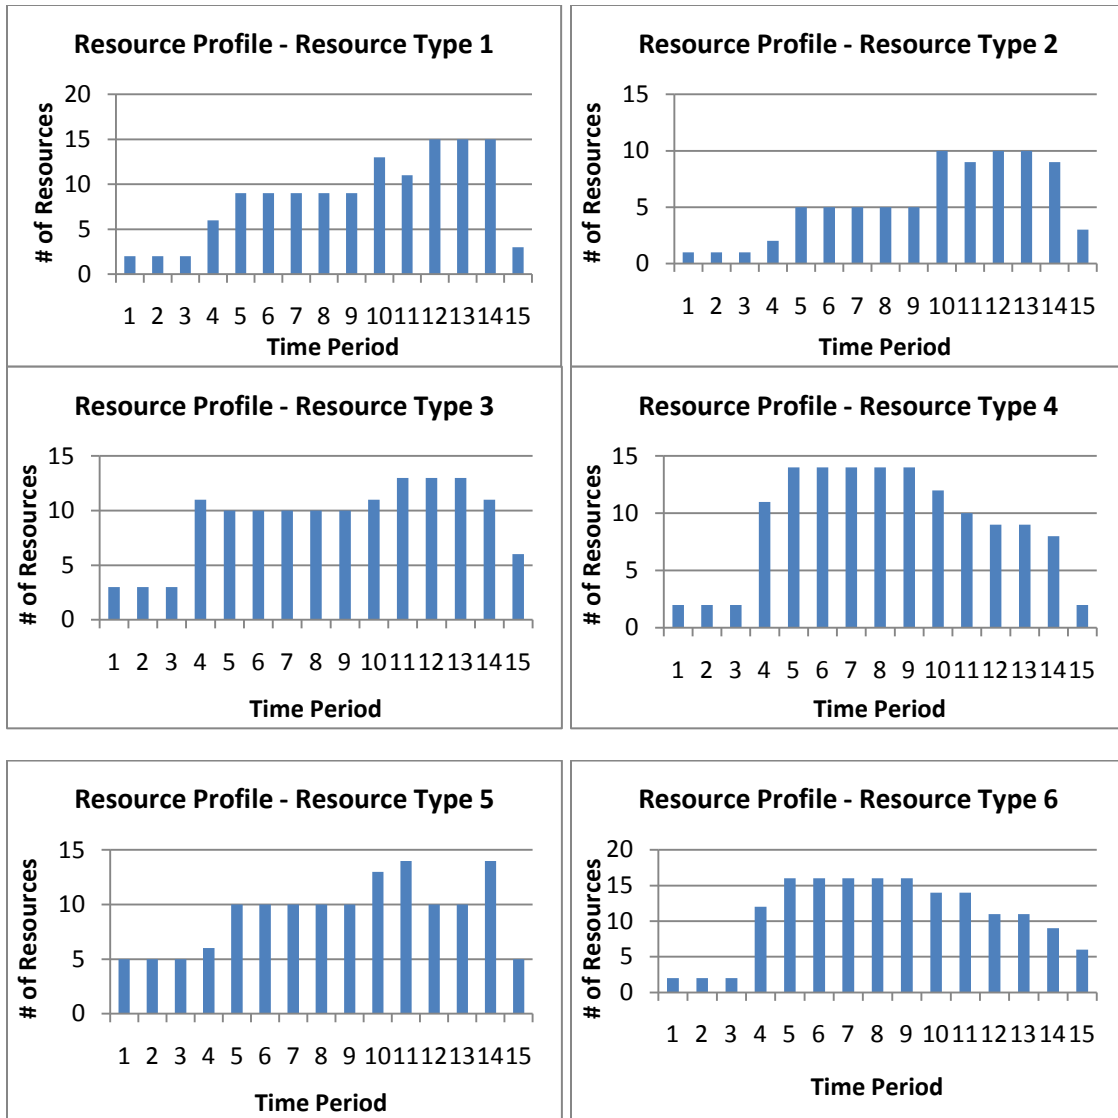 Resource Profile - Resource Type 1
# of Resources
20
15
10
5
0
1 2 3 4 5 6 7 8 9 10 11 12 13 14 15
Time Period
Resource Profile - Resource Type 2
# of Resources
15
10
5
0
1 2 3 4 5 6 7 8 9 10 11 12 13 14 15
Time Period
Resource Profile - Resource Type 3
# of Resources
15
10
5
0
1 2 3 4 5 6 7 8 9 10 11 12 13 14 15
Time Period
Resource Profile - Resource Type 4
# of Resources
15
10
5
0
1 2 3 4 5 6 7 8 9 10 11 12 13 14 15
Time Period
Resource Profile - Resource Type 5
# of Resources
15
10
5
0
1 2 3 4 5 6 7 8 9 10 11 12 13 14 15
Time Period
Resource Profile - Resource Type 6
# of Resources
20
15
10
5
0
1 2 3 4 5 6 7 8 9 10 11 12 13 14 15
Time Period